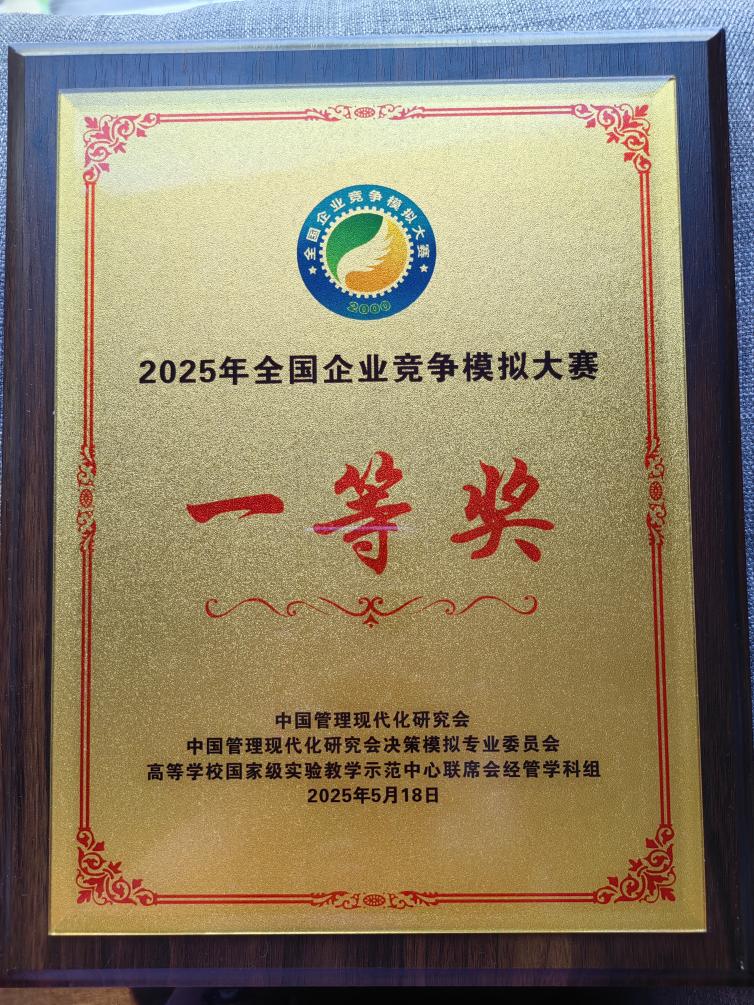 全国企业竞争模拟大赛
2000
2025年全国企业竞争模拟大赛
一等奖
中国管理现代化研究会
中国管理现代化研究会决策模拟专业委员会
高等学校国家级实验教学示范中心联席会经管学科组
2025年5月18日